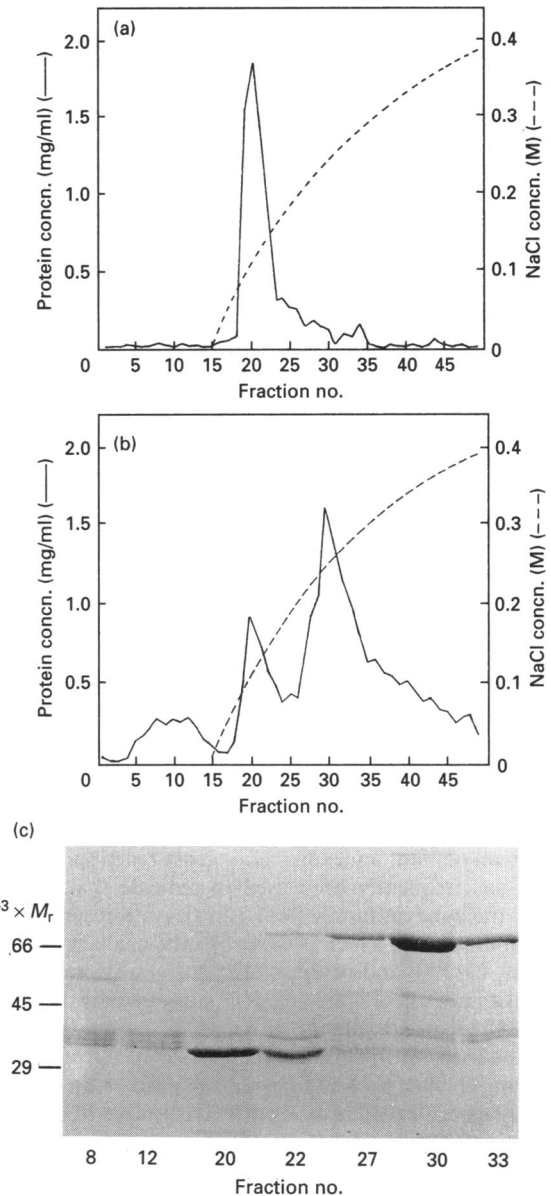 (a)
Protein concn. (mg/ml) (——)
2.0
1.5
1.0
0.5
0.4
0.3
0.2
0.1
0
NaCl concn. (M) (– – –)
0 5 10 15 20 25 30 35 40 45
Fraction no.
(b)
Protein concn. (mg/ml) (——)
2.0
1.5
1.0
0.5
0.4
0.3
0.2
0.1
0
NaCl concn. (M) (– – –)
0 5 10 15 20 25 30 35 40 45
Fraction no.
(c)
3 × Mr
66 —
45 —
29 —
8 12 20 22 27 30 33
Fraction no.